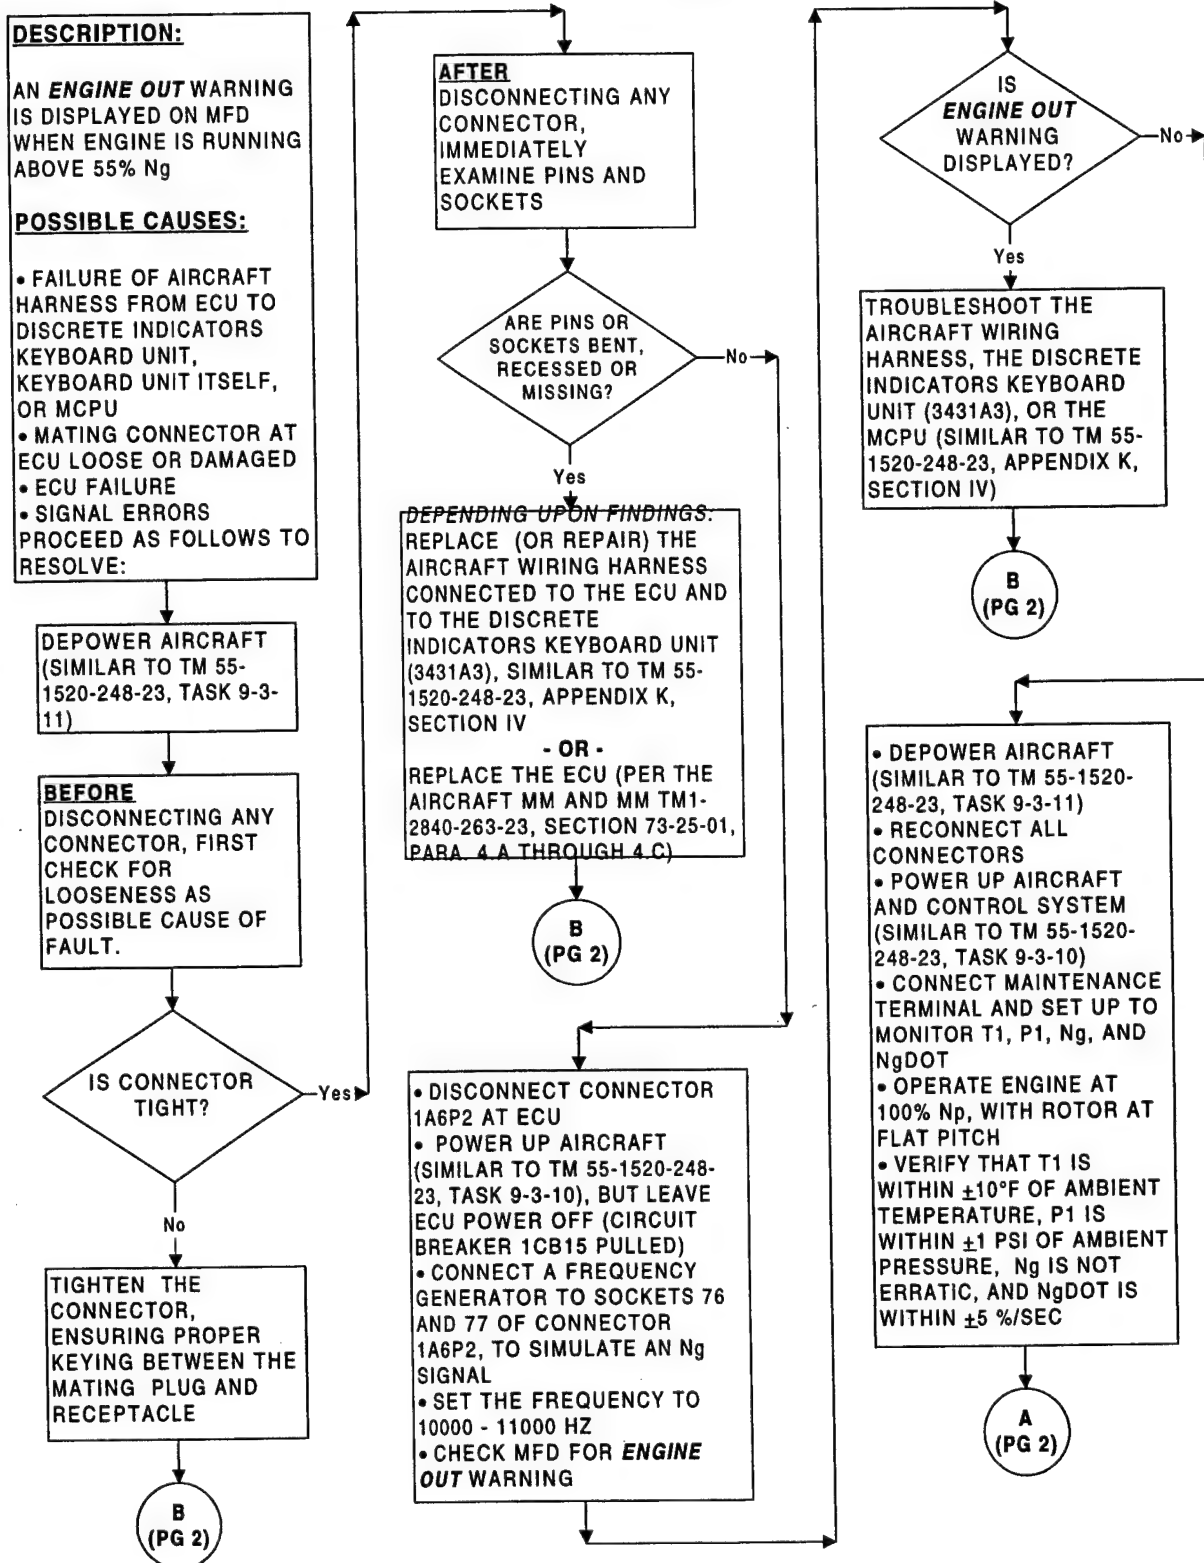 DESCRIPTION:
AN ENGINE OUT WARNING
IS DISPLAYED ON MFD
WHEN ENGINE IS RUNNING
ABOVE 55% Ng
POSSIBLE CAUSES:
• FAILURE OF AIRCRAFT
HARNESS FROM ECU TO
DISCRETE INDICATORS
KEYBOARD UNIT,
KEYBOARD UNIT ITSELF,
OR MCPU
• MATING CONNECTOR AT
ECU LOOSE OR DAMAGED
• ECU FAILURE
• SIGNAL ERRORS
PROCEED AS FOLLOWS TO
RESOLVE:
DEPOWER AIRCRAFT
(SIMILAR TO TM 55-
1520-248-23, TASK 9-3-
11)
BEFORE
DISCONNECTING ANY
CONNECTOR, FIRST
CHECK FOR
LOOSENESS AS
POSSIBLE CAUSE OF
FAULT.
IS CONNECTOR
TIGHT?
Yes
No
TIGHTEN THE
CONNECTOR,
ENSURING PROPER
KEYING BETWEEN THE
MATING PLUG AND
RECEPTACLE
B
(PG 2)
AFTER
DISCONNECTING ANY
CONNECTOR,
IMMEDIATELY
EXAMINE PINS AND
SOCKETS
ARE PINS OR
SOCKETS BENT,
RECESSED OR
MISSING?
No
Yes
DEPENDING UPON FINDINGS:
REPLACE (OR REPAIR) THE
AIRCRAFT WIRING HARNESS
CONNECTED TO THE ECU AND
TO THE DISCRETE
INDICATORS KEYBOARD UNIT
(3431A3), SIMILAR TO TM 55-
1520-248-23, APPENDIX K,
SECTION IV
- OR -
REPLACE THE ECU (PER THE
AIRCRAFT MM AND MM TM1-
2840-263-23, SECTION 73-25-01,
PARA. 4.A THROUGH 4.C)
B
(PG 2)
• DISCONNECT CONNECTOR
1A6P2 AT ECU
• POWER UP AIRCRAFT
(SIMILAR TO TM 55-1520-248-
23, TASK 9-3-10), BUT LEAVE
ECU POWER OFF (CIRCUIT
BREAKER 1CB15 PULLED)
• CONNECT A FREQUENCY
GENERATOR TO SOCKETS 76
AND 77 OF CONNECTOR
1A6P2, TO SIMULATE AN Ng
SIGNAL
• SET THE FREQUENCY TO
10000 - 11000 HZ
• CHECK MFD FOR ENGINE
OUT WARNING
IS
ENGINE OUT
WARNING
DISPLAYED?
No
Yes
TROUBLESHOOT THE
AIRCRAFT WIRING
HARNESS, THE DISCRETE
INDICATORS KEYBOARD
UNIT (3431A3), OR THE
MCPU (SIMILAR TO TM 55-
1520-248-23, APPENDIX K,
SECTION IV)
B
(PG 2)
• DEPOWER AIRCRAFT
(SIMILAR TO TM 55-1520-
248-23, TASK 9-3-11)
• RECONNECT ALL
CONNECTORS
• POWER UP AIRCRAFT
AND CONTROL SYSTEM
(SIMILAR TO TM 55-1520-
248-23, TASK 9-3-10)
• CONNECT MAINTENANCE
TERMINAL AND SET UP TO
MONITOR T1, P1, Ng, AND
NgDOT
• OPERATE ENGINE AT
100% Np, WITH ROTOR AT
FLAT PITCH
• VERIFY THAT T1 IS
WITHIN ±10°F OF AMBIENT
TEMPERATURE, P1 IS
WITHIN ±1 PSI OF AMBIENT
PRESSURE, Ng IS NOT
ERRATIC, AND NgDOT IS
WITHIN ±5 %/SEC
A
(PG 2)